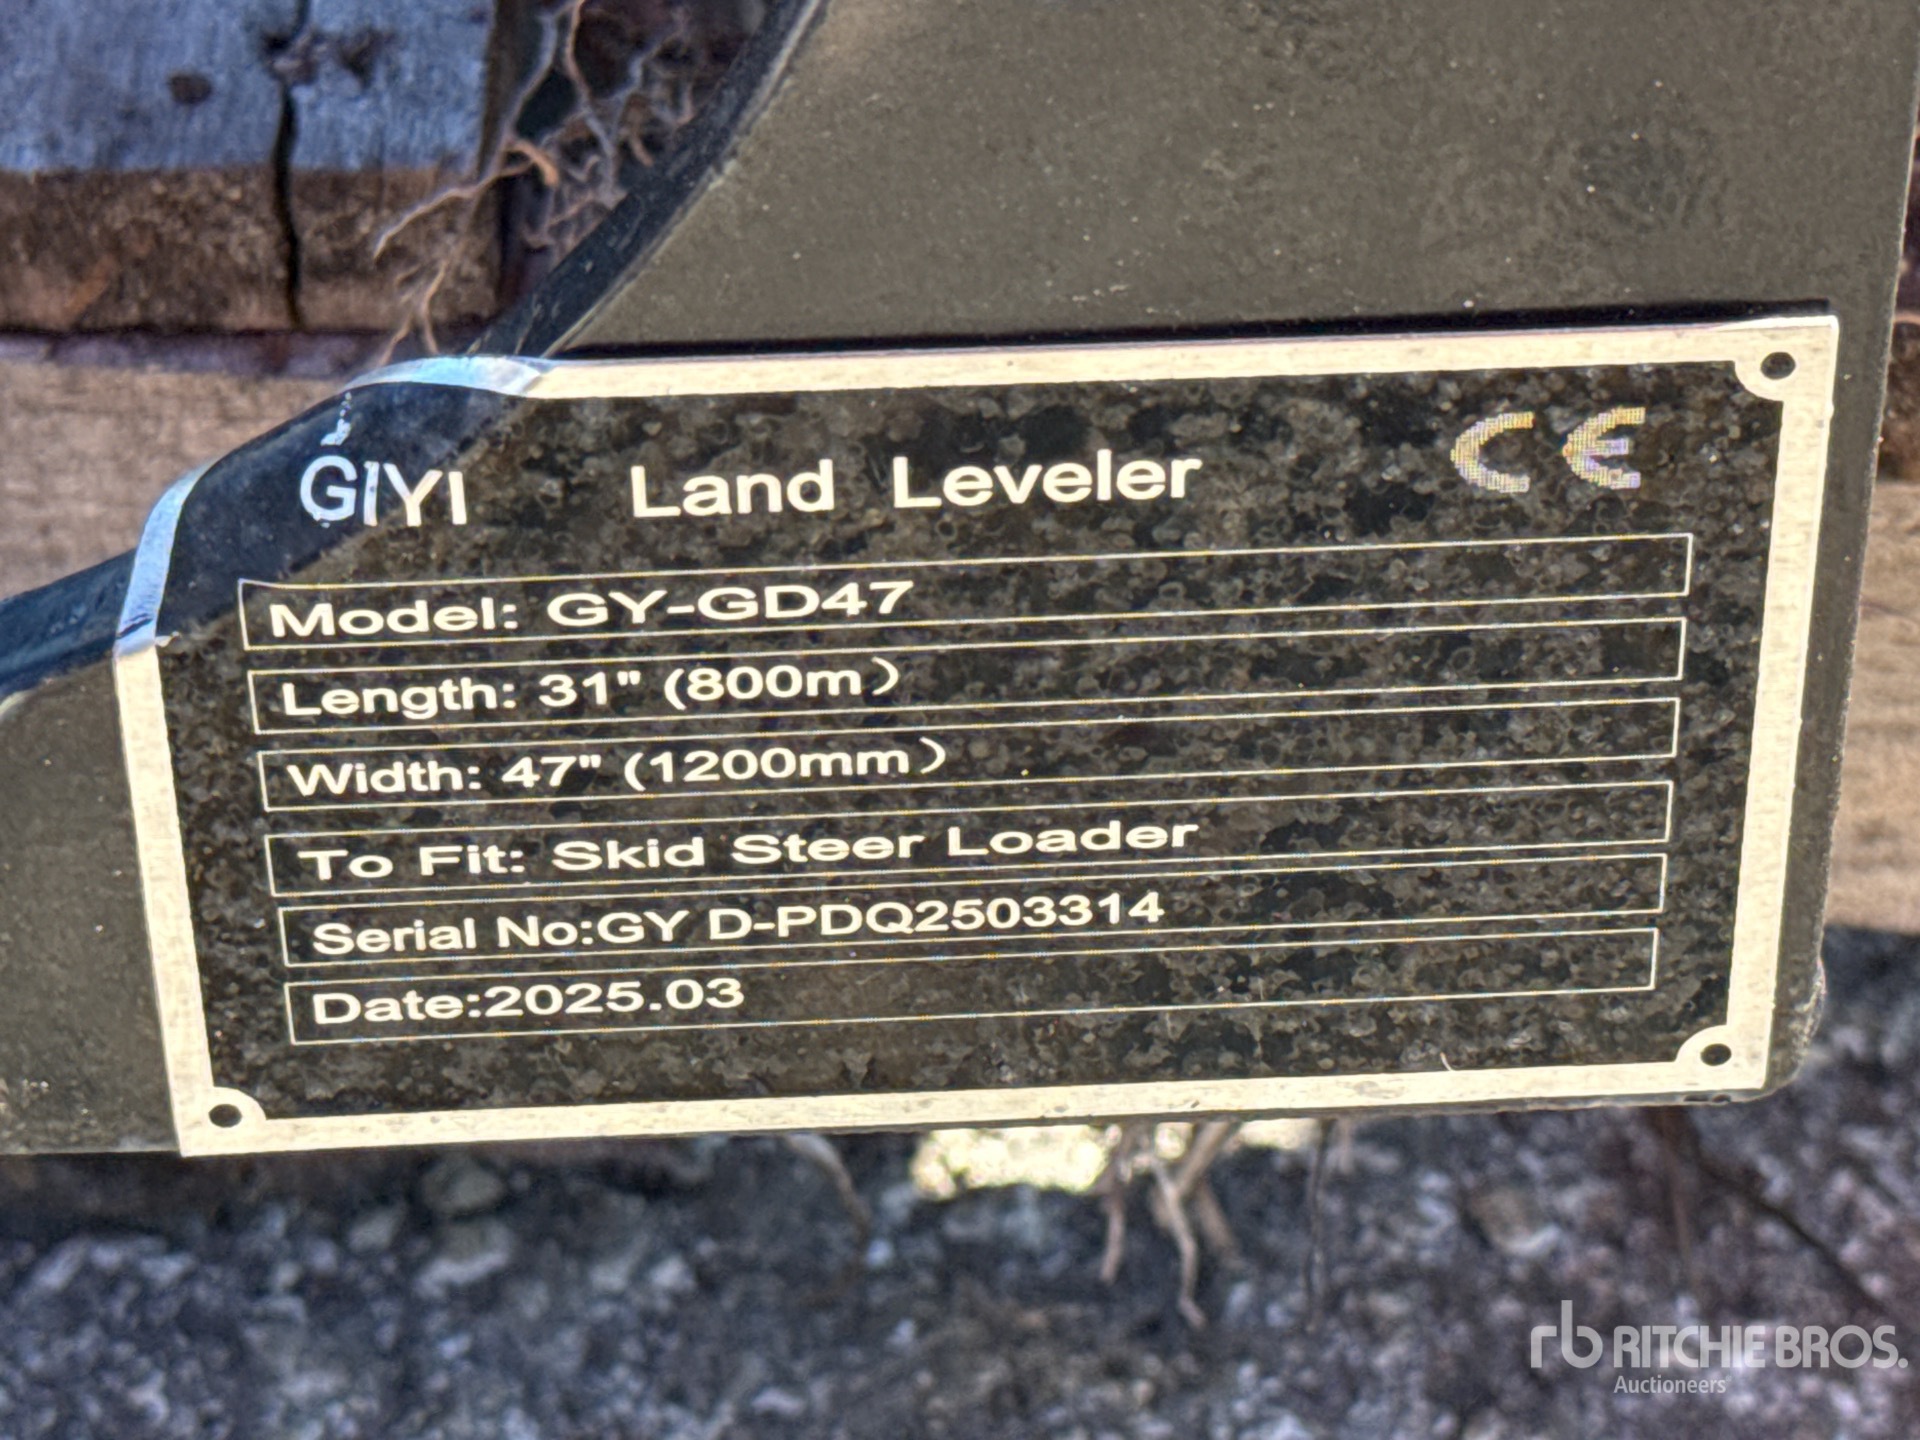 GIYI Land Leveler CE
Model: GY-GD47
Length: 31" (800m)
Width: 47" (1200mm)
To Fit: Skid Steer Loader
Serial No:GY D-PDQ2503314
Date:2025.03
rb RITCHIE BROS.
Auctioneers